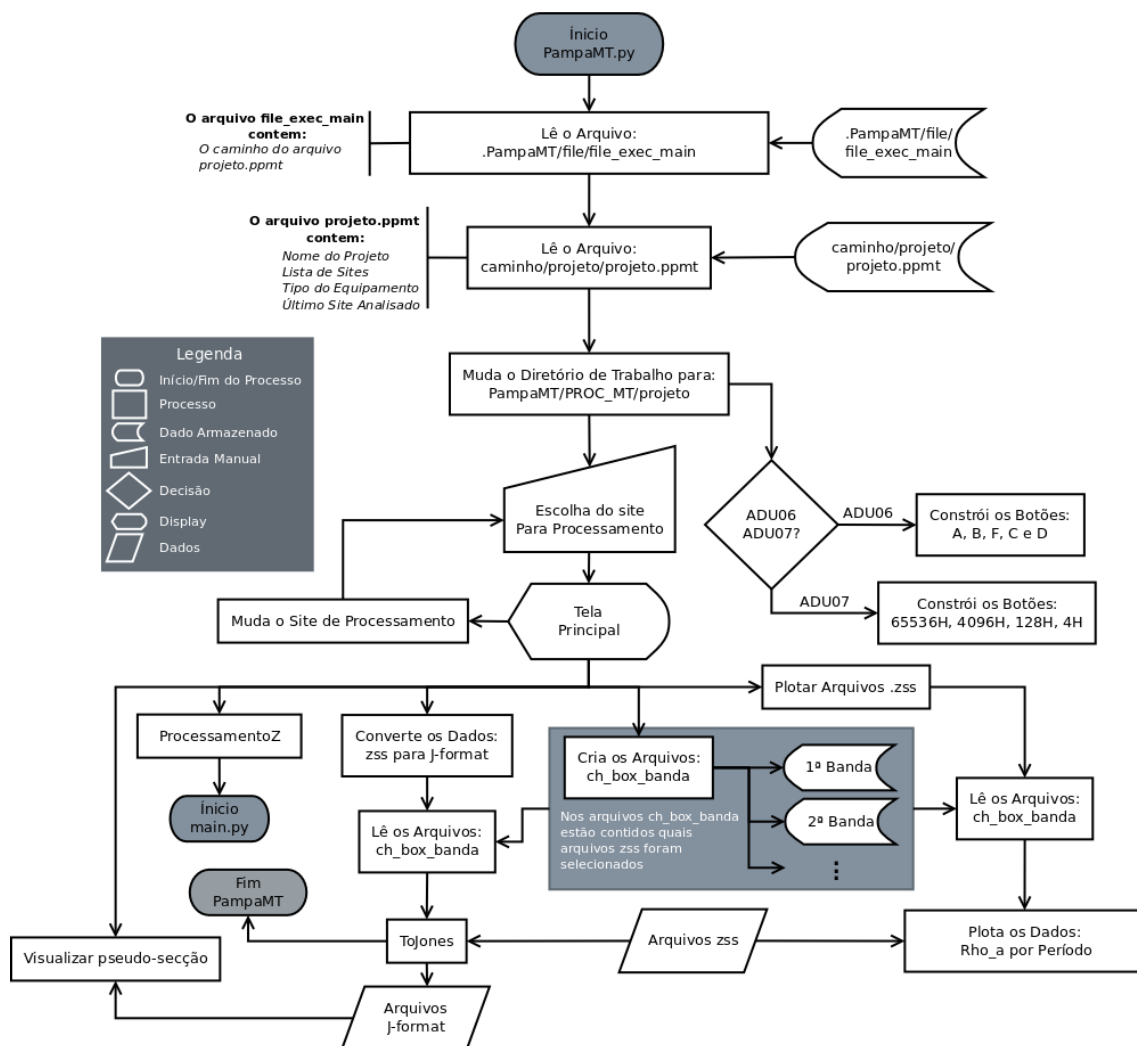 Ínicio
PampaMT.py
O arquivo file_exec_main
contem:
O caminho do arquivo
projeto.ppmt
Lê o Arquivo:
.PampaMT/file/file_exec_main
.PampaMT/file/
file_exec_main
O arquivo projeto.ppmt
contem:
Nome do Projeto
Lista de Sites
Tipo do Equipamento
Último Site Analisado
Lê o Arquivo:
caminho/projeto/projeto.ppmt
caminho/projeto/
projeto.ppmt
Legenda
Início/Fim do Processo
Processo
Dado Armazenado
Entrada Manual
Decisão
Display
Dados
Muda o Diretório de Trabalho para:
PampaMT/PROC_MT/projeto
Escolha do site
Para Processamento
ADU06
ADU07?
ADU06
Constrói os Botões:
A, B, F, C e D
ADU07
Constrói os Botões:
65536H, 4096H, 128H, 4H
Muda o Site de Processamento
Tela
Principal
Plotar Arquivos .zss
ProcessamentoZ
Converte os Dados:
zss para J-format
Cria os Arquivos:
ch_box_banda
1ª Banda
2ª Banda
⋮
Nos arquivos ch_box_banda
estão contidos quais
arquivos zss foram
selecionados
Ínicio
main.py
Lê os Arquivos:
ch_box_banda
Lê os Arquivos:
ch_box_banda
Fim
PampaMT
ToJones
Arquivos zss
Plota os Dados:
Rho_a por Período
Visualizar pseudo-secção
Arquivos
J-format